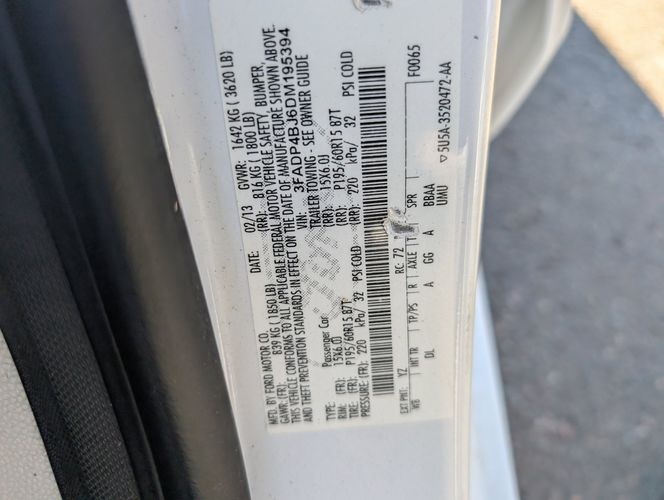 MFD. BY FORD MOTOR CO.
DATE: 02/13 GVWR: 1642 KG ( 3620 LB)
GAWR: (FR): 839 KG ( 1850 LB) (RR): 816 KG ( 1800 LB)
THIS VEHICLE CONFORMS TO ALL APPLICABLE FEDERAL MOTOR VEHICLE SAFETY, BUMPER,
AND THEFT PREVENTION STANDARDS IN EFFECT ON THE DATE OF MANUFACTURE SHOWN ABOVE.
VIN: 3FADP4BJ6DM195394
TYPE: Passenger Car TRAILER TOWING - SEE OWNER GUIDE
RIM: (FR): 15X6.0J (RR): 15X6.0J
TIRE: (FR): P195/60R15 87T (RR): P195/60R15 87T
PRESSURE:(FR): 220 kPa/ 32 PSI COLD (RR): 220 kPa/ 32 PSI COLD
F0065
EXT PNT: YZ RC: 72
WB INT TR TP/PS R AXLE T SPR
DL A GG A BBAA
UMU
5U5A-3520472-AA